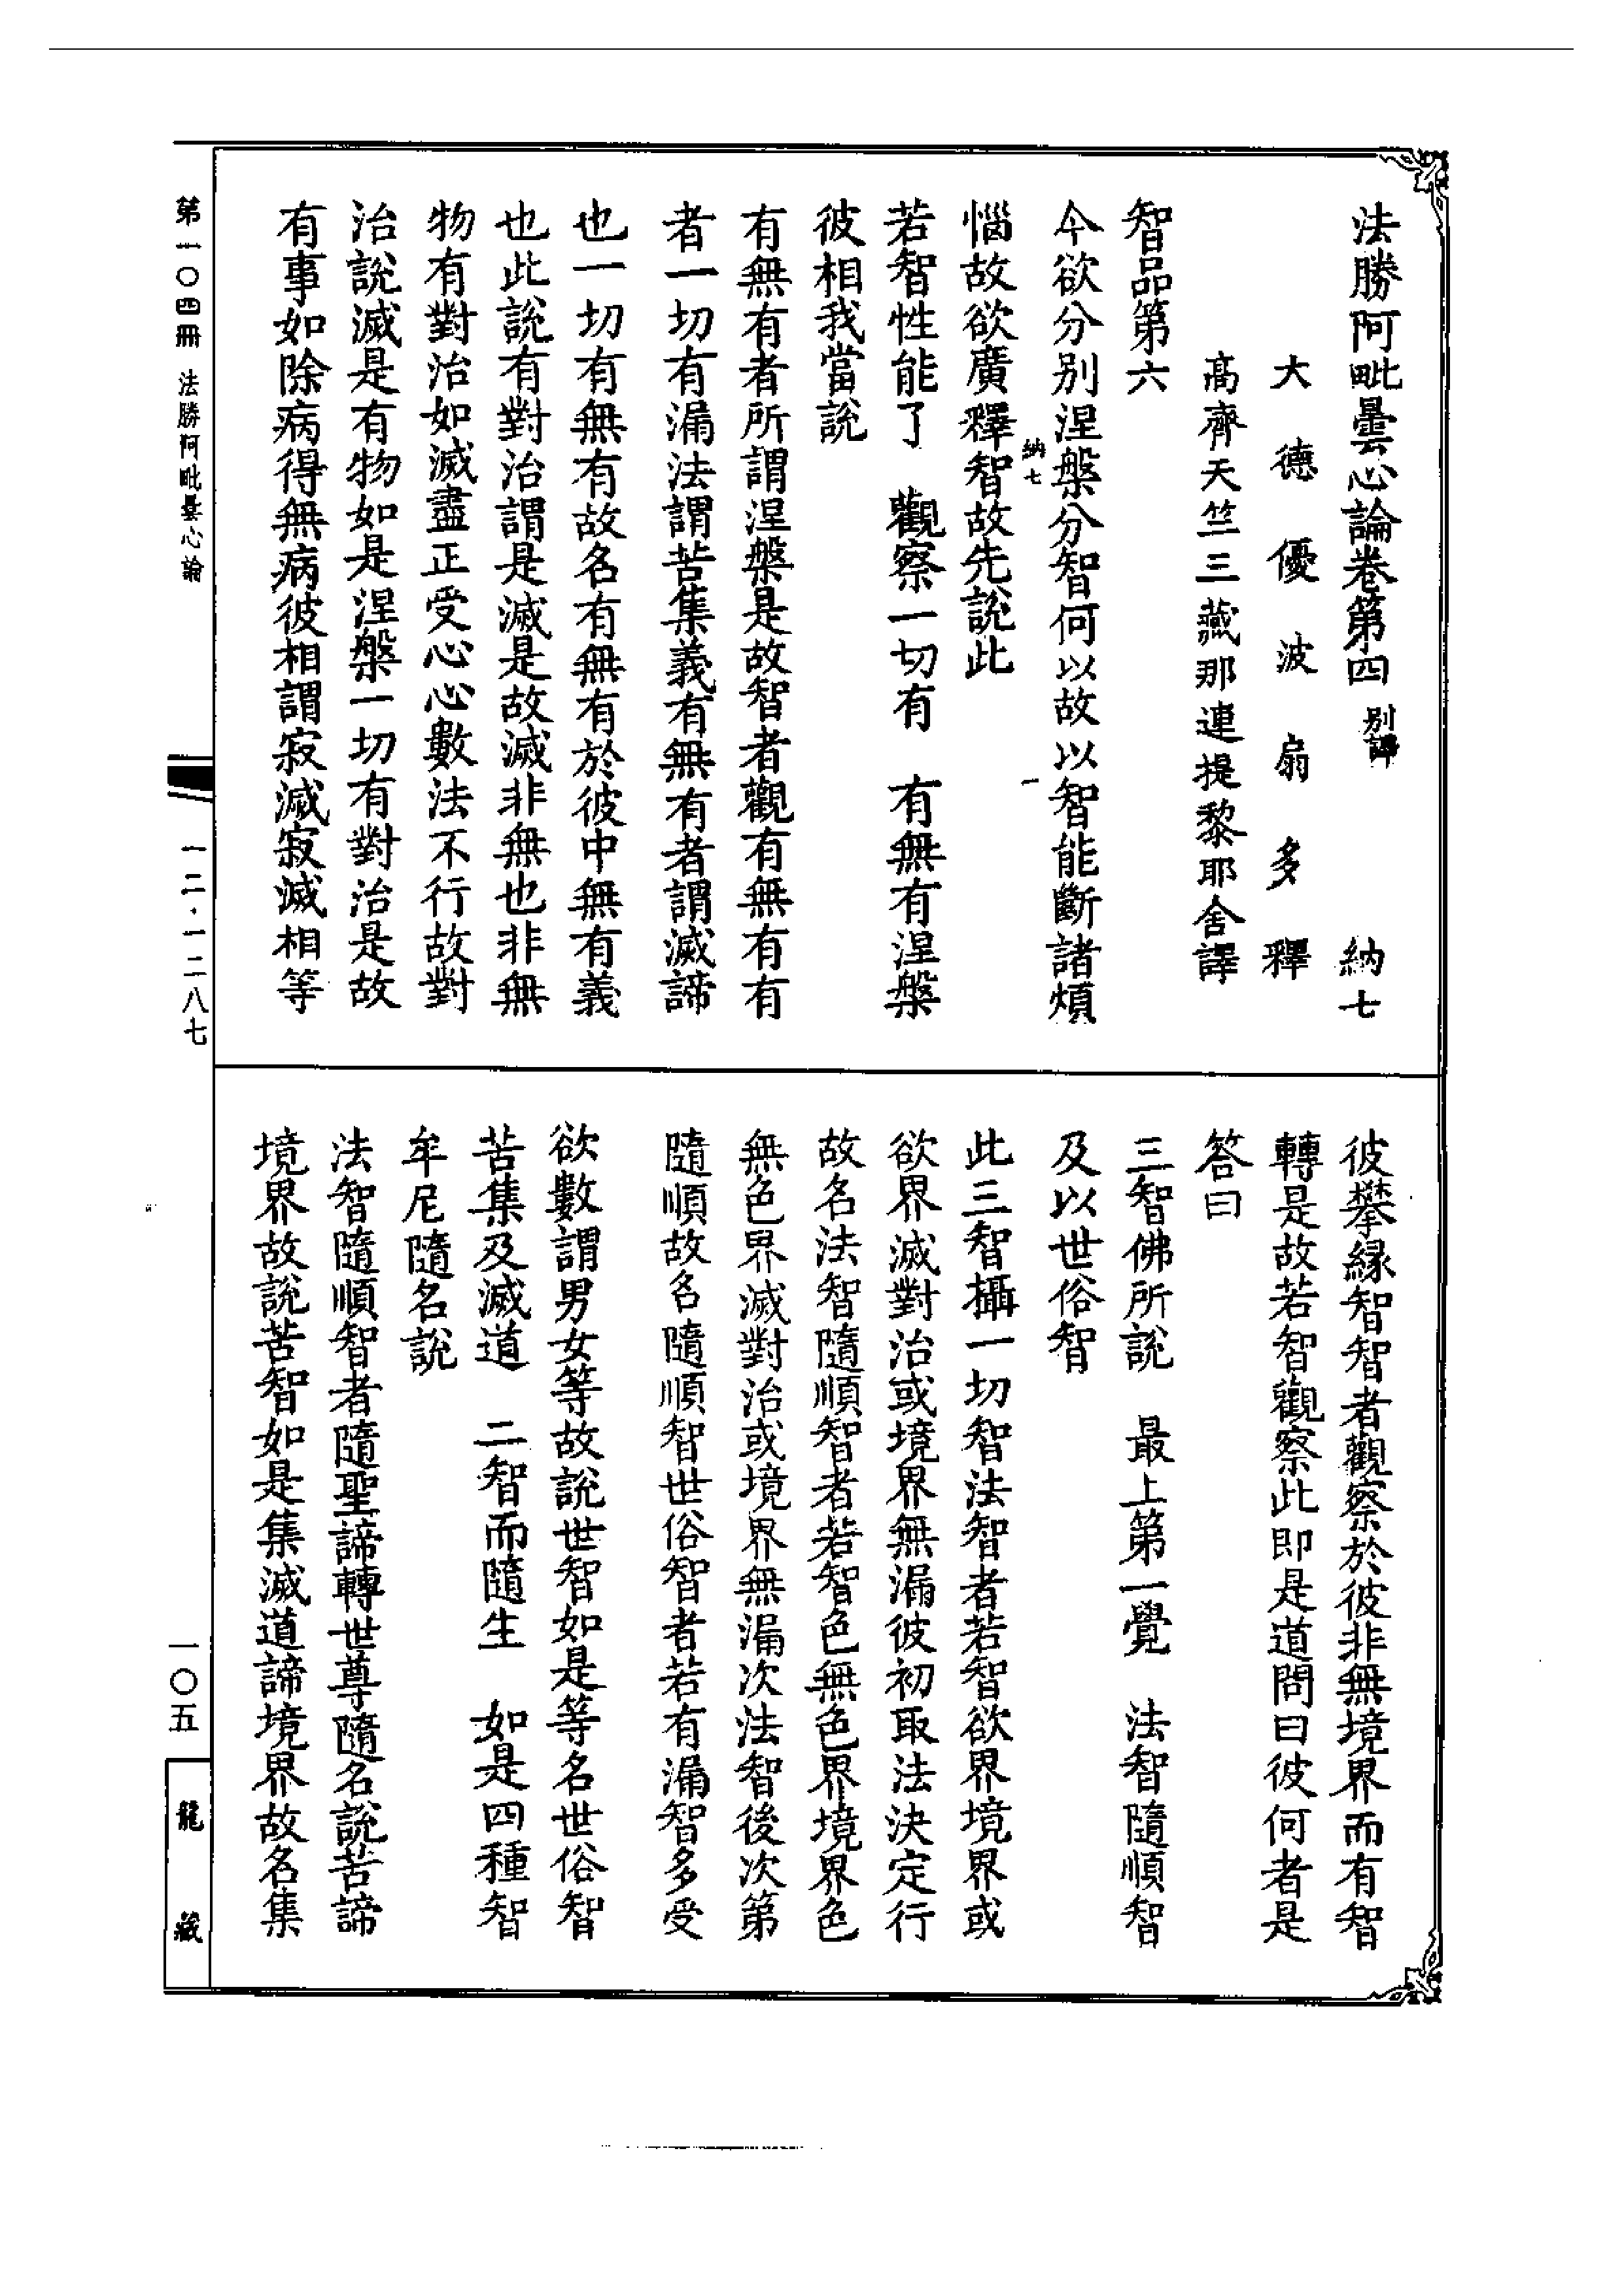 法勝阿毗曇心論卷第四 別譯 納七
大德優波扇多釋
高齊天竺三藏那連提黎耶舍譯
智品第六
今欲分別涅槃分智何以故以智能斷諸煩
納七 一
惱故欲廣釋智故先說此
若智性能了 觀察一切有 有無有涅槃
彼相我當說
有無有者所謂涅槃是故智者觀有無有有
者一切有漏法謂苦集義有無有者謂滅諦
也一切有無有故名有無有於彼中無有義
也此說有對治謂是滅是故滅非無也非無
物有對治如滅盡正受心心數法不行故對
治說滅是有物如是涅槃一切有對治是故
有事如除病得無病彼相謂寂滅寂滅相等
彼攀緣智智者觀察於彼非無境界而有智
轉是故若智觀察此即是道問曰彼何者是
答曰
三智佛所說 最上第一覺 法智隨順智
及以世俗智
此三智攝一切智法智者若智欲界境界或
欲界滅對治或境界無漏彼初取法決定行
故名法智隨順智者若智色無色界境界色
無色界滅對治或境界無漏次法智後次第
隨順故名隨順智世俗智者若有漏智多受
欲數謂男女等故說世智如是等名世俗智
苦集及滅道 二智而隨生 如是四種智
牟尼隨名說
法智隨順智者隨聖諦轉世尊隨名說苦諦
境界故說苦智如是集滅道諦境界故名集
第一〇四冊 法勝阿毗曇心論
一二·一二八七
一〇五
龍藏